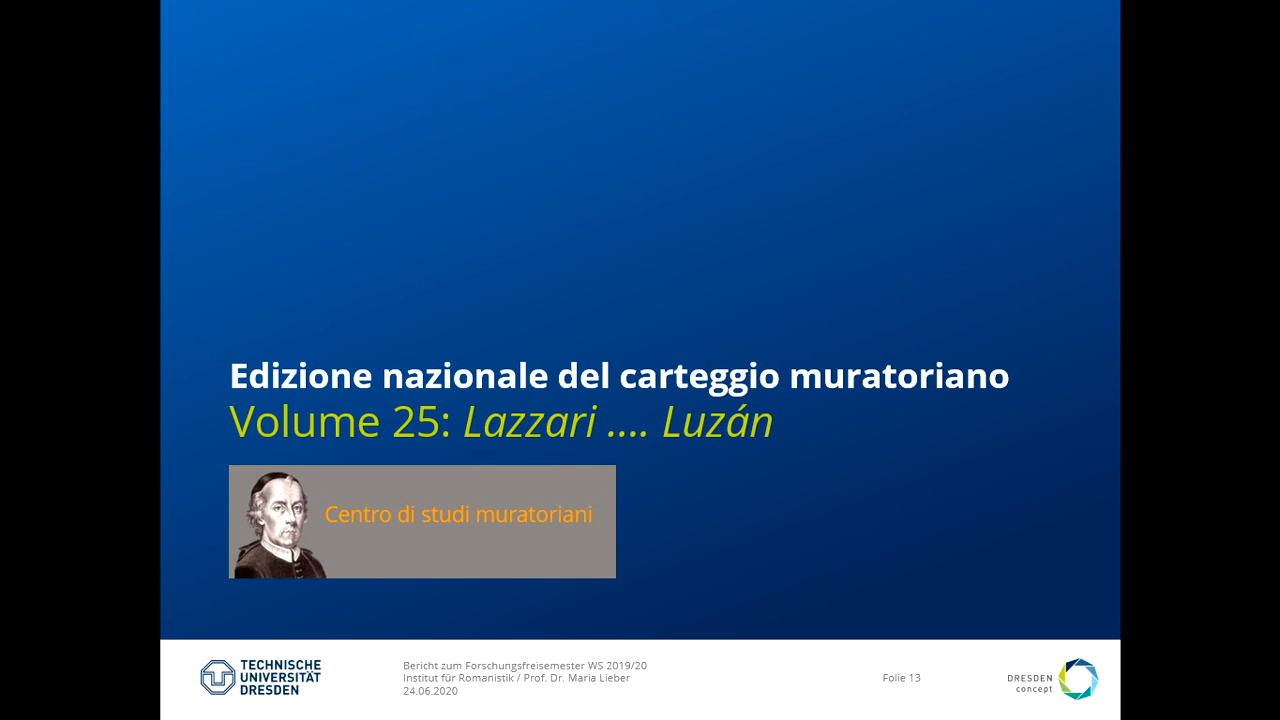 Edizione nazionale del carteggio muratoriano
Volume 25: Lazzari .... Luzán
Centro di studi muratoriani
TECHNISCHE
UNIVERSITÄT
DRESDEN
Bericht zum Forschungsfreisemester WS 2019/20
Institut für Romanistik / Prof. Dr. Maria Lieber
24.06.2020
Folie 13
DRESDEN
concept